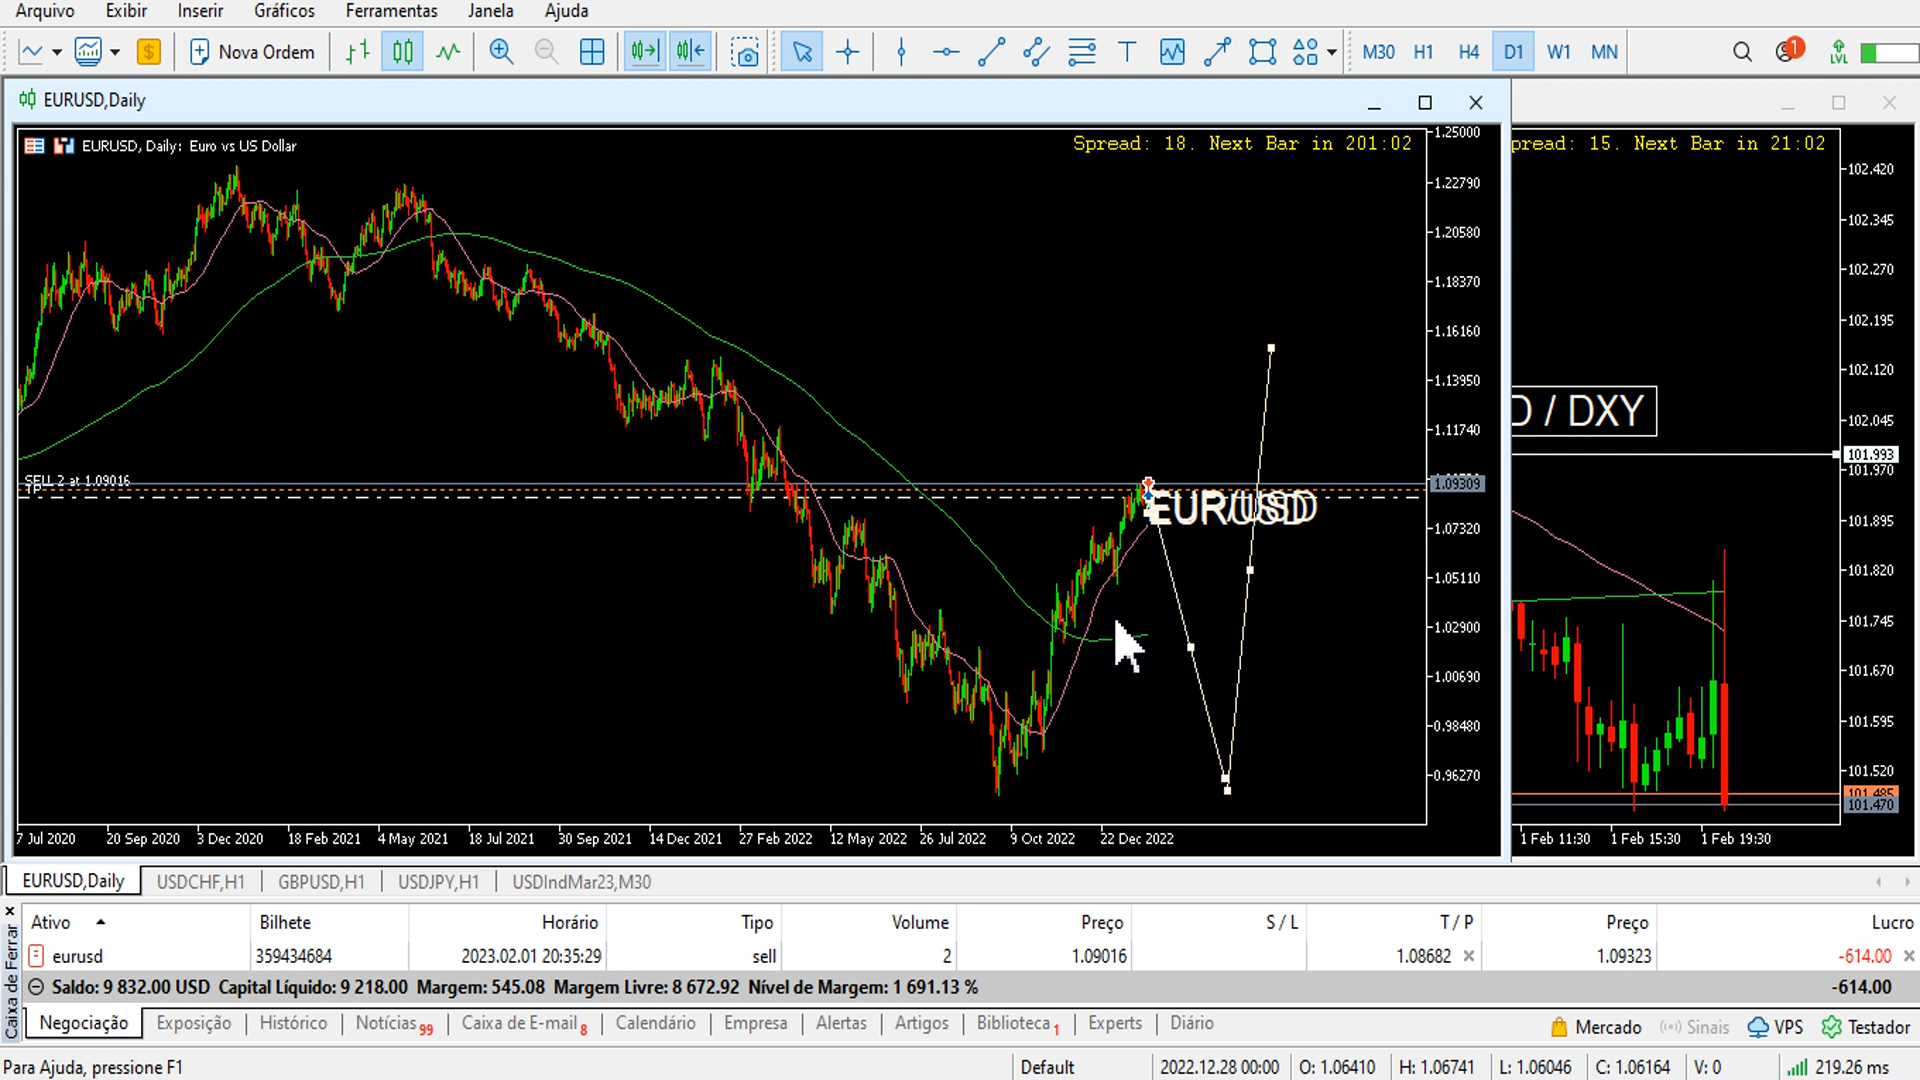 Arquivo Exibir Inserir Gráficos Ferramentas Janela Ajuda
Nova Ordem M30 H1 H4 D1 W1 MN 1 LVL
EURUSD,Daily
EURUSD, Daily: Euro vs US Dollar
Spread: 18. Next Bar in 201:02
pread: 15. Next Bar in 21:02
1.25000
1.22790
1.20580
1.18370
1.16160
1.13950
1.11740
1.09309
1.07320
1.05110
1.02900
1.00690
0.98480
0.96270
SELL 2 at 1.09016
TP
EURUSD
D / DXY
102.420
102.345
102.270
102.195
102.120
102.045
101.993
101.970
101.895
101.820
101.745
101.670
101.595
101.520
101.485
101.470
7 Jul 2020 20 Sep 2020 3 Dec 2020 18 Feb 2021 4 May 2021 18 Jul 2021 30 Sep 2021 14 Dec 2021 27 Feb 2022 12 May 2022 26 Jul 2022 9 Oct 2022 22 Dec 2022
1 Feb 11:30 1 Feb 15:30 1 Feb 19:30
EURUSD,Daily USDCHF,H1 GBPUSD,H1 USDJPY,H1 USDIndMar23,M30
Caixa de Ferrar
Ativo Bilhete Horário Tipo Volume Preço S / L T / P Preço Lucro
eurusd 359434684 2023.02.01 20:35:29 sell 2 1.09016 1.08682 1.09323 -614.00
Saldo: 9 832.00 USD Capital Líquido: 9 218.00 Margem: 545.08 Margem Livre: 8 672.92 Nível de Margem: 1 691.13 % -614.00
Negociação Exposição Histórico Notícias 99 Caixa de E-mail 8 Calendário Empresa Alertas Artigos Biblioteca 1 Experts Diário Mercado Sinais VPS Testador
Para Ajuda, pressione F1 Default 2022.12.28 00:00 O: 1.06410 H: 1.06741 L: 1.06046 C: 1.06164 V: 0 219.26 ms